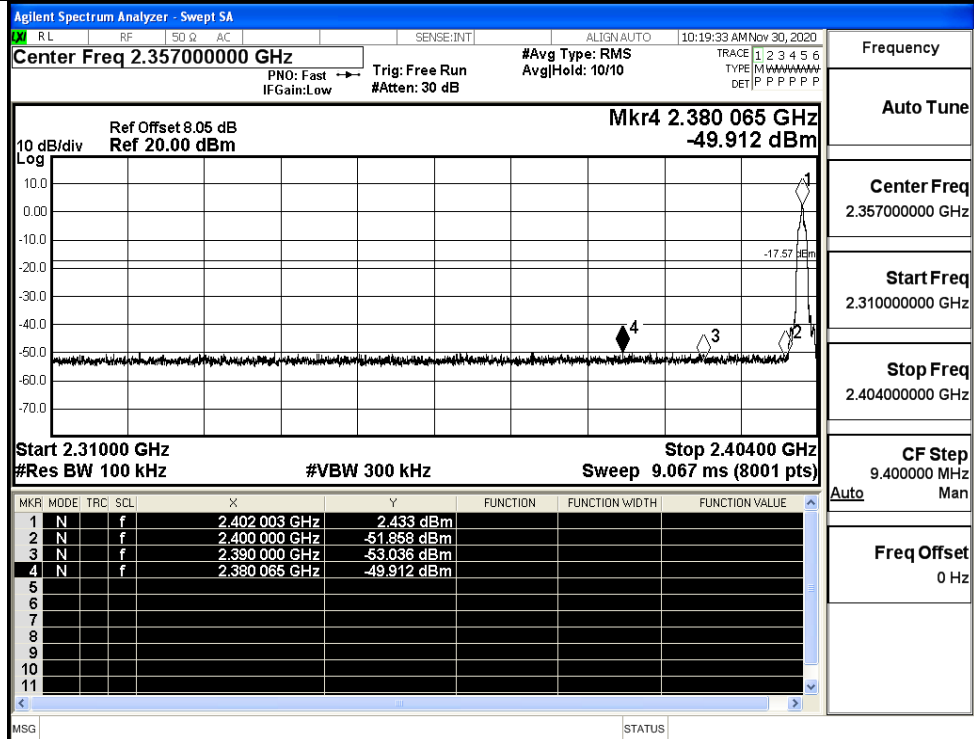 Agilent Spectrum Analyzer - Swept SA
LXI RL RF 50 Ω AC SENSE:INT ALIGN AUTO 10:19:33 AM Nov 30, 2020
Center Freq 2.357000000 GHz
PNO: Fast
IFGain:Low
Trig: Free Run
#Atten: 30 dB
#Avg Type: RMS
Avg|Hold: 10/10
TRACE 1 2 3 4 5 6
TYPE M W W W W W
DET P P P P P P
Ref Offset 8.05 dB
10 dB/div Ref 20.00 dBm
Log
Mkr4 2.380 065 GHz
-49.912 dBm
10.0
0.00
-10.0
-20.0
-30.0
-40.0
-50.0
-60.0
-70.0
1
-17.57 dBm
4
3
2
Start 2.31000 GHz Stop 2.40400 GHz
#Res BW 100 kHz #VBW 300 kHz Sweep 9.067 ms (8001 pts)
MKR MODE TRC SCL X Y FUNCTION FUNCTION WIDTH FUNCTION VALUE
1 N f 2.402 003 GHz 2.433 dBm
2 N f 2.400 000 GHz -51.858 dBm
3 N f 2.390 000 GHz -53.036 dBm
4 N f 2.380 065 GHz -49.912 dBm
5
6
7
8
9
10
11
MSG STATUS
Frequency
Auto Tune
Center Freq
2.357000000 GHz
Start Freq
2.310000000 GHz
Stop Freq
2.404000000 GHz
CF Step
9.400000 MHz
Auto Man
Freq Offset
0 Hz